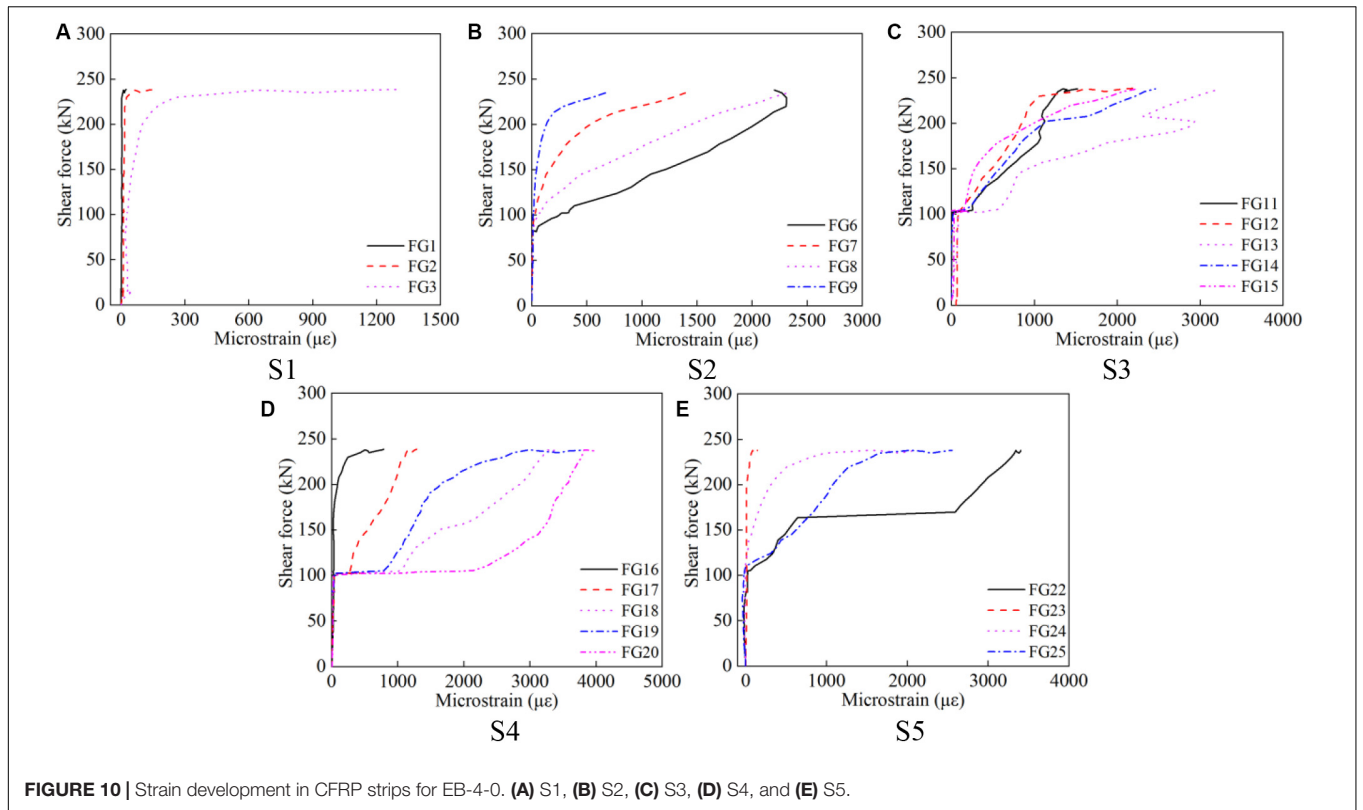 A
300
250
200
150
100
50
0
Shear force (kN)
0 300 600 900 1200 1500
Microstrain (με)
FG1
FG2
FG3
S1
B
300
250
200
150
100
50
0
Shear force (kN)
0 500 1000 1500 2000 2500 3000
Microstrain (με)
FG6
FG7
FG8
FG9
S2
C
300
250
200
150
100
50
0
Shear force (kN)
0 1000 2000 3000 4000
Microstrain (με)
FG11
FG12
FG13
FG14
FG15
S3
D
300
250
200
150
100
50
0
Shear force (kN)
0 1000 2000 3000 4000 5000
Microstrain (με)
FG16
FG17
FG18
FG19
FG20
S4
E
300
250
200
150
100
50
0
Shear force (kN)
0 1000 2000 3000 4000
Microstrain (με)
FG22
FG23
FG24
FG25
S5
FIGURE 10 | Strain development in CFRP strips for EB-4-0. (A) S1, (B) S2, (C) S3, (D) S4, and (E) S5.